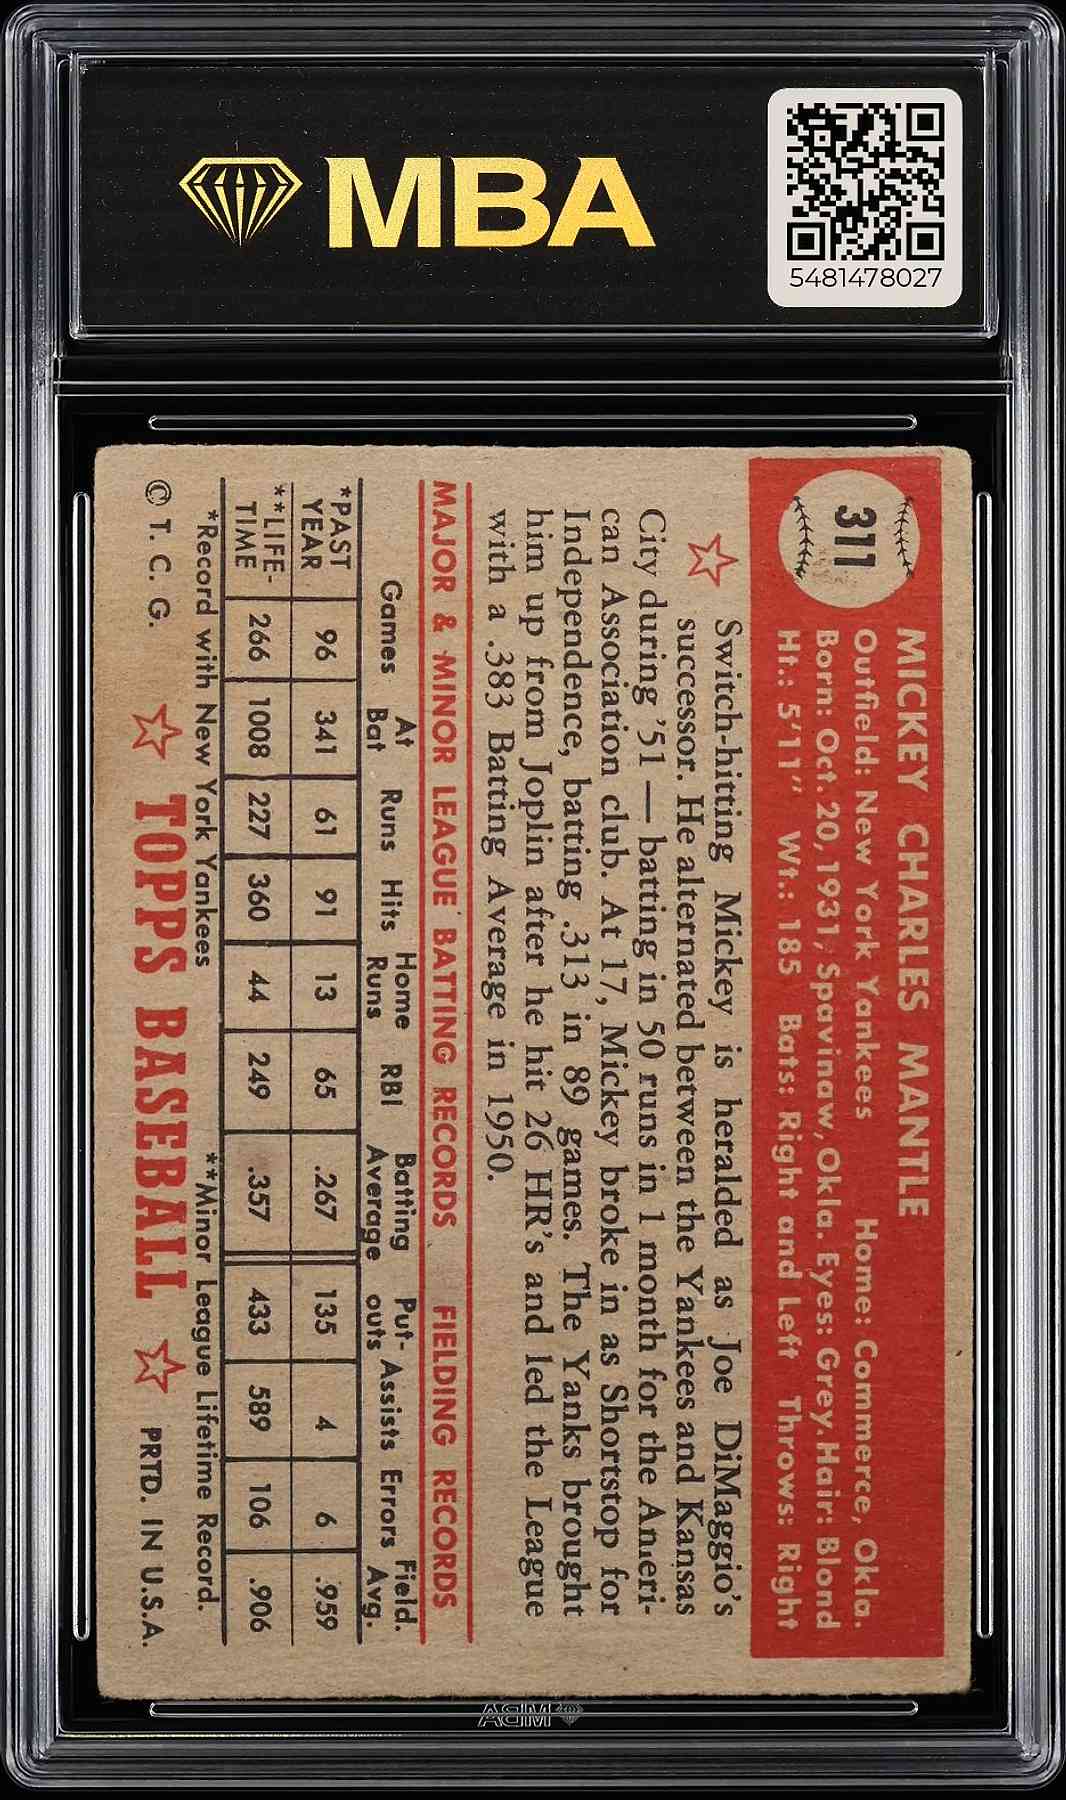 MBA
5481478027
311
MICKEY CHARLES MANTLE
Outfield: New York Yankees Home: Commerce, Okla.
Born: Oct. 20, 1931, Spavinaw, Okla. Eyes: Grey. Hair: Blond
Ht.: 5'11" Wt.: 185 Bats: Right and Left Throws: Right
Switch-hitting Mickey is heralded as Joe DiMaggio's
successor. He alternated between the Yankees and Kansas
City during '51 — batting in 50 runs in 1 month for the Ameri-
can Association club. At 17, Mickey broke in as Shortstop for
Independence, batting .313 in 89 games. The Yanks brought
him up from Joplin after he hit 26 HR's and led the League
with a .383 Batting Average in 1950.
MAJOR & MINOR LEAGUE BATTING RECORDS FIELDING RECORDS
Games At Bat Runs Hits Home Runs RBI Batting Average Put-outs Assists Errors Field. Avg.
*PAST YEAR 96 341 61 91 13 65 .267 135 4 6 .959
**LIFE-TIME 266 1008 227 360 44 249 .357 433 589 106 .906
*Record with New York Yankees **Minor League Lifetime Record.
© T. C. G. TOPPS BASEBALL PRTD. IN U.S.A.
MBA